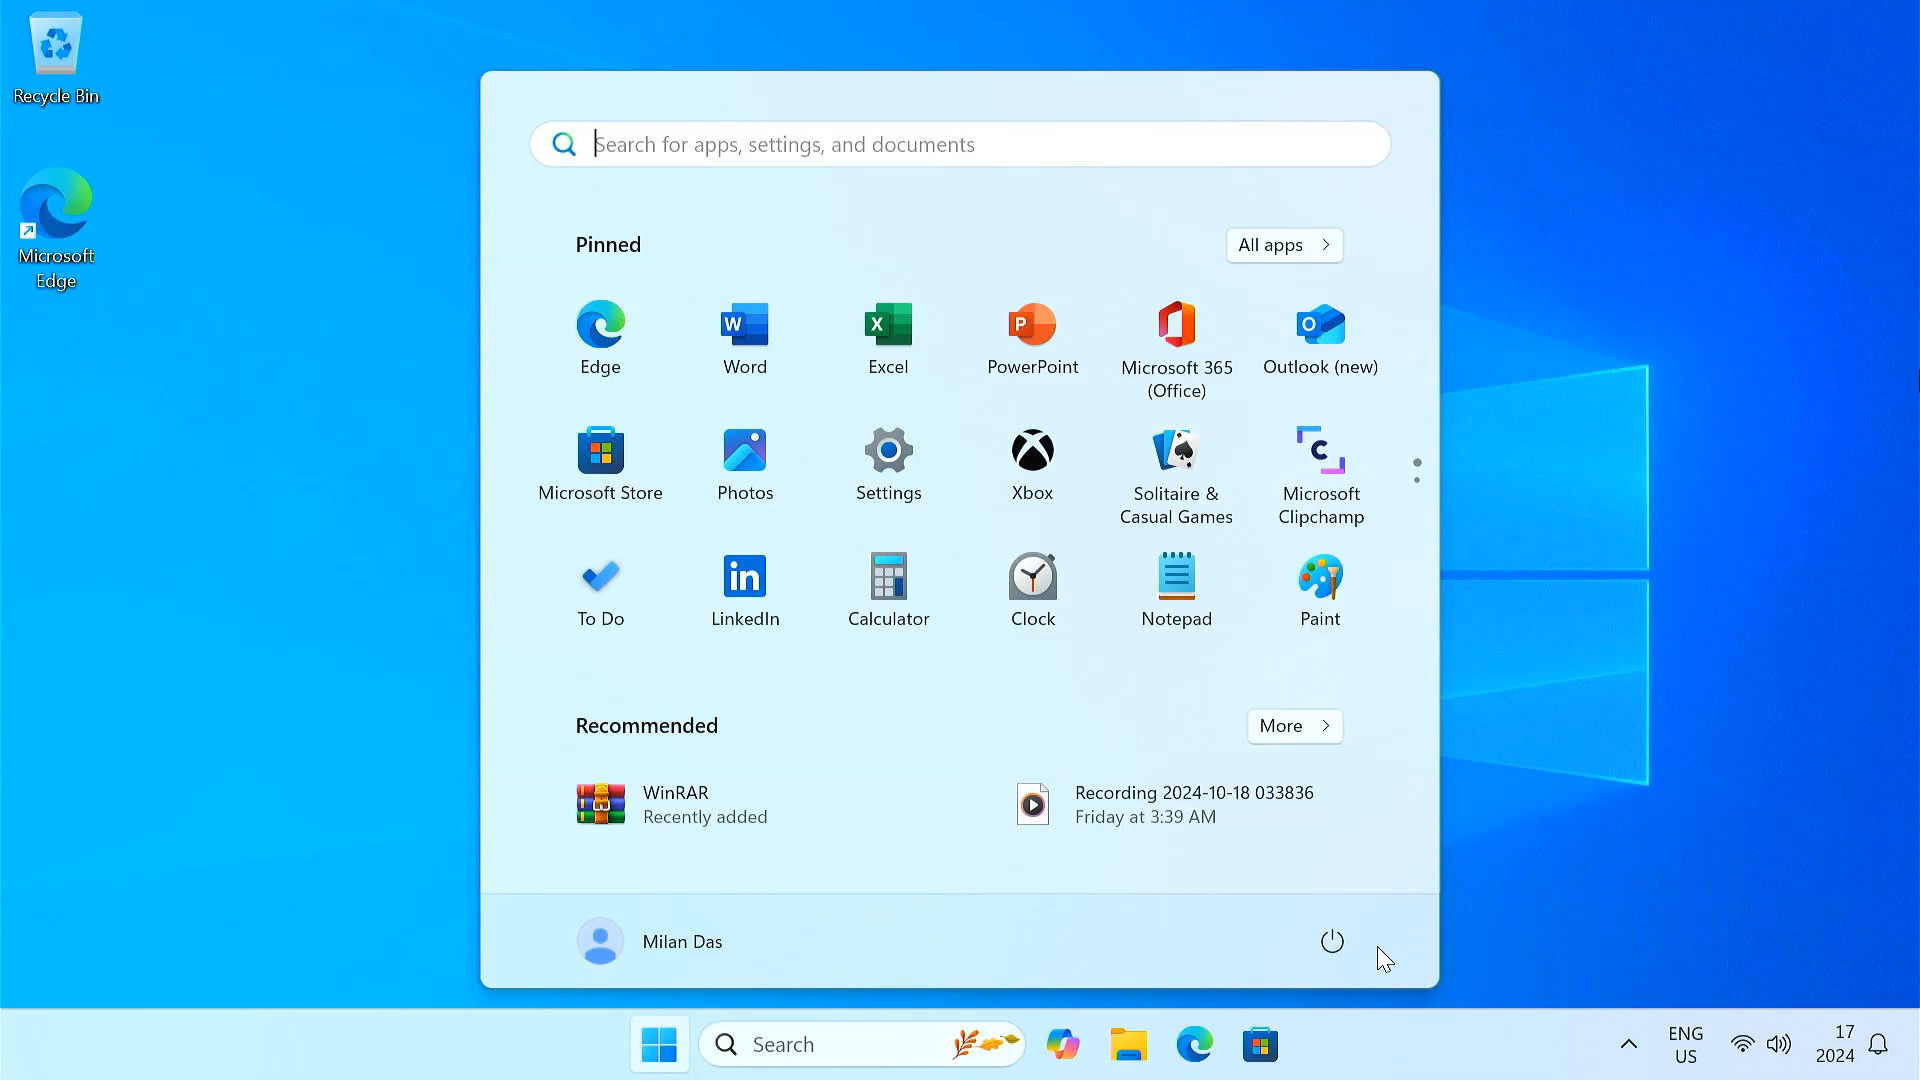 Recycle Bin
Microsoft
Edge
Search for apps, settings, and documents
Pinned
All apps
Edge
Word
Excel
PowerPoint
Microsoft 365
(Office)
Outlook (new)
Microsoft Store
Photos
Settings
Xbox
Solitaire &
Casual Games
Microsoft
Clipchamp
To Do
LinkedIn
Calculator
Clock
Notepad
Paint
Recommended
More
WinRAR
Recently added
Recording 2024-10-18 033836
Friday at 3:39 AM
Milan Das
Search
ENG
US
17
2024